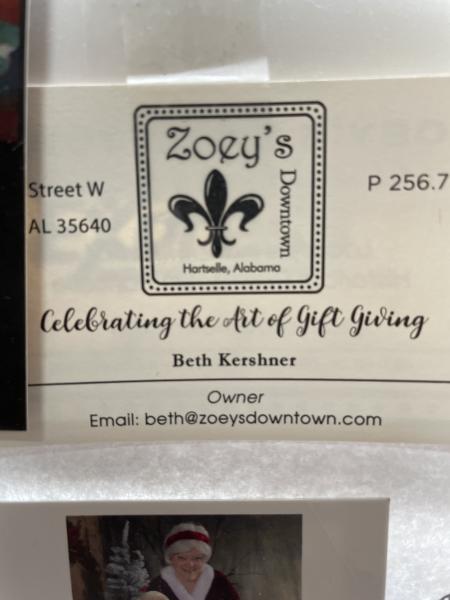 Zoey's
Downtown
Hartselle, Alabama
Street W
AL 35640
P 256.7
Celebrating the Art of Gift Giving
Beth Kershner
Owner
Email: beth@zoeysdowntown.com